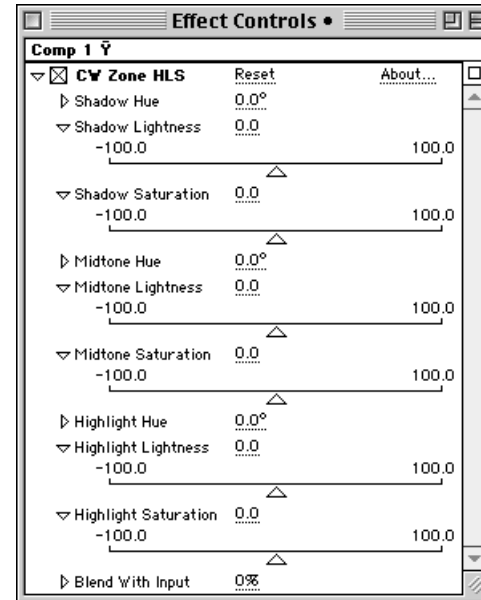 Effect Controls •
Comp 1 Ÿ
CW Zone HLS Reset About...
Shadow Hue 0.0°
Shadow Lightness 0.0
-100.0 100.0
Shadow Saturation 0.0
-100.0 100.0
Midtone Hue 0.0°
Midtone Lightness 0.0
-100.0 100.0
Midtone Saturation 0.0
-100.0 100.0
Highlight Hue 0.0°
Highlight Lightness 0.0
-100.0 100.0
Highlight Saturation 0.0
-100.0 100.0
Blend With Input 0%